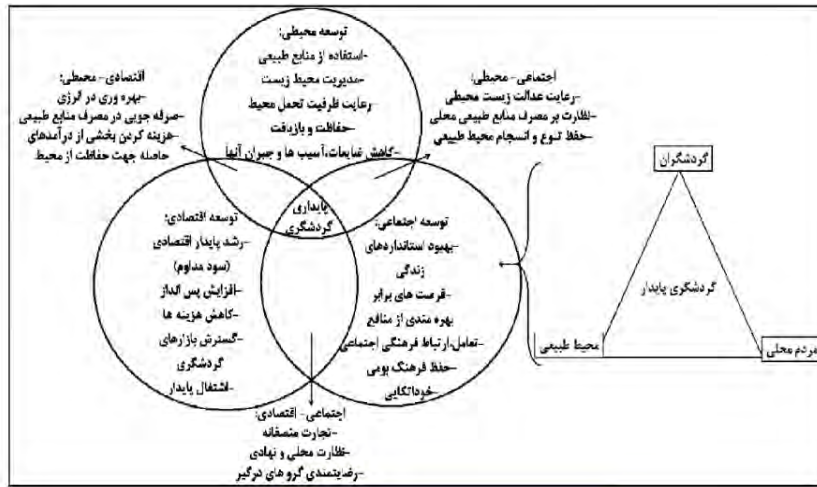 توسعه محیطی:
-استفاده از منابع طبیعی
-مدیریت محیط زیست
-رعایت ظرفیت تحمل محیط
-حفاظت و بازیافت
-کاهش ضایعات،آسیب ها و جبران آنها
اقتصادی- محیطی:
-بهره وری در انرژی
-صرفه جویی در مصرف منابع طبیعی
-هزینه کردن بخشی از درآمدهای
حاصله جهت حفاظت از محیط
اجتماعی- محیطی:
-رعایت عدالت زیست محیطی
-نظارت بر مصرف منابع طبیعی محلی
-حفظ تنوع و انسجام محیط طبیعی
پایداری
گردشگری
توسعه اقتصادی:
-رشد پایدار اقتصادی
(سود مداوم)
-افزایش پس انداز
-کاهش هزینه ها
-گسترش بازارهای
گردشگری
-اشتغال پایدار
توسعه اجتماعی:
-بهبود استانداردهای
زندگی
-فرصت های برابر
بهره مندی از منافع
-تعامل،ارتباط فرهنگی اجتماعی
-حفظ فرهنگ بومی
-خوداتکایی
اجتماعی- اقتصادی:
-تجارت منصفانه
-نظارت محلی و نهادی
-رضایتمندی گرو های درگیر
گردشگران
گردشگری پایدار
محیط طبیعی
مردم محلی